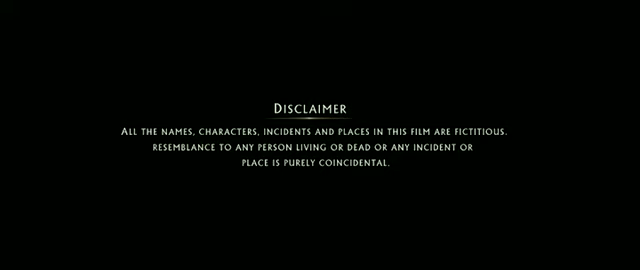 DISCLAIMER
ALL THE NAMES, CHARACTERS, INCIDENTS AND PLACES IN THIS FILM ARE FICTITIOUS.
RESEMBLANCE TO ANY PERSON LIVING OR DEAD OR ANY INCIDENT OR
PLACE IS PURELY COINCIDENTAL.